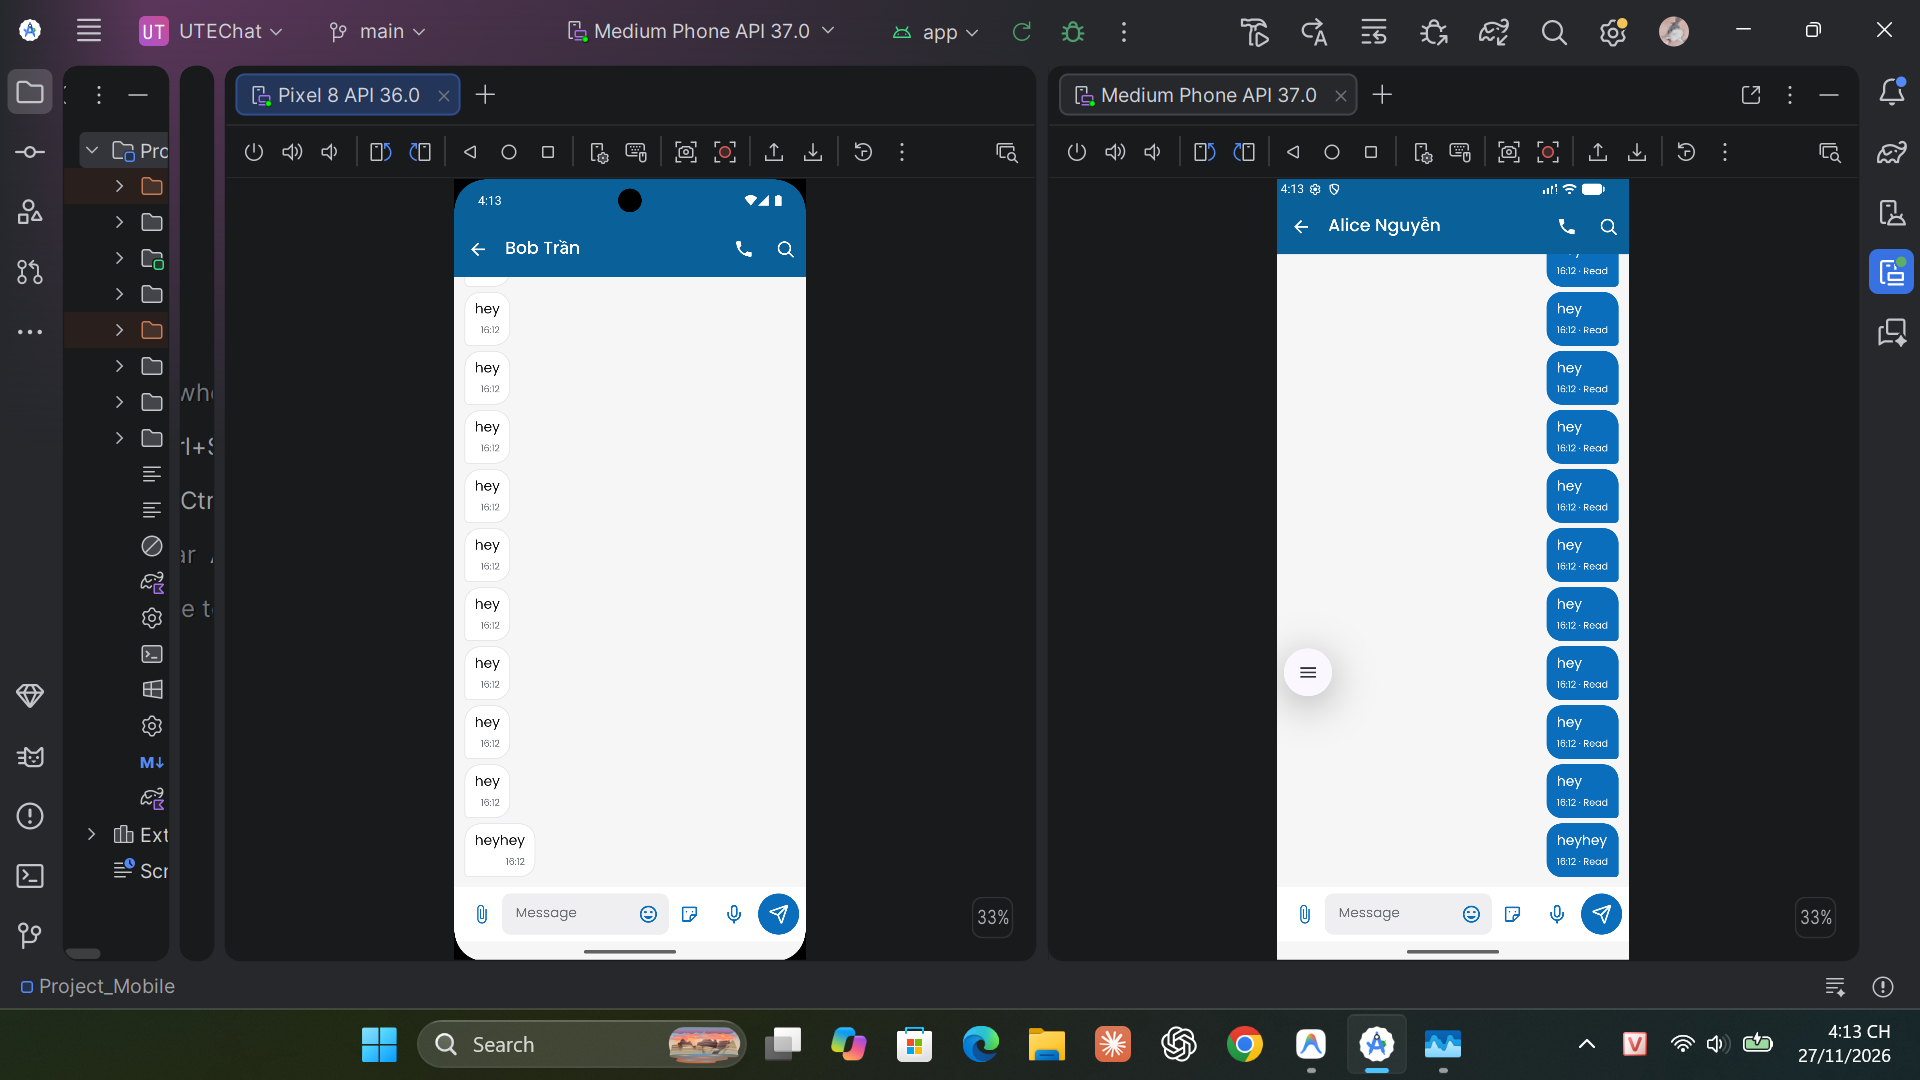 UT UTEChat
main
Medium Phone API 37.0
app
Pixel 8 API 36.0
Medium Phone API 37.0
Ext
M↓
4:13
Bob Trần
hey
16:12
hey
16:12
hey
16:12
hey
16:12
hey
16:12
hey
16:12
hey
16:12
hey
16:12
hey
16:12
heyhey
16:12
Message
33%
4:13
Alice Nguyễn
16:12 · Read
hey
16:12 · Read
hey
16:12 · Read
hey
16:12 · Read
hey
16:12 · Read
hey
16:12 · Read
hey
16:12 · Read
hey
16:12 · Read
hey
16:12 · Read
hey
16:12 · Read
heyhey
16:12 · Read
Message
33%
Project_Mobile
Search
V
4:13 CH
27/11/2026